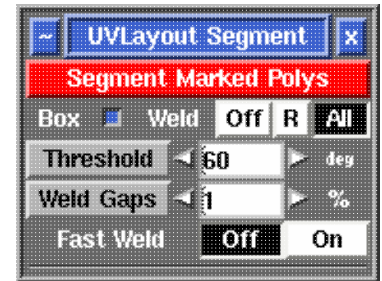 ~ UVLayout Segment x
Segment Marked Polys
Box Weld Off R All
Threshold 60 deg
Weld Gaps 1 %
Fast Weld Off On